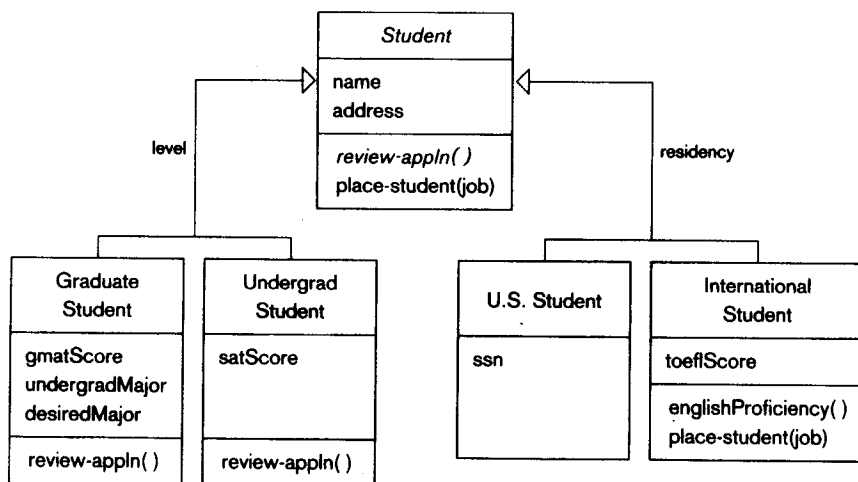 Student
name
address
review-appln( )
place-student(job)
level
residency
Graduate
Student
gmatScore
undergradMajor
desiredMajor
review-appln( )
Undergrad
Student
satScore
review-appln( )
U.S. Student
ssn
International
Student
toeflScore
englishProficiency( )
place-student(job)